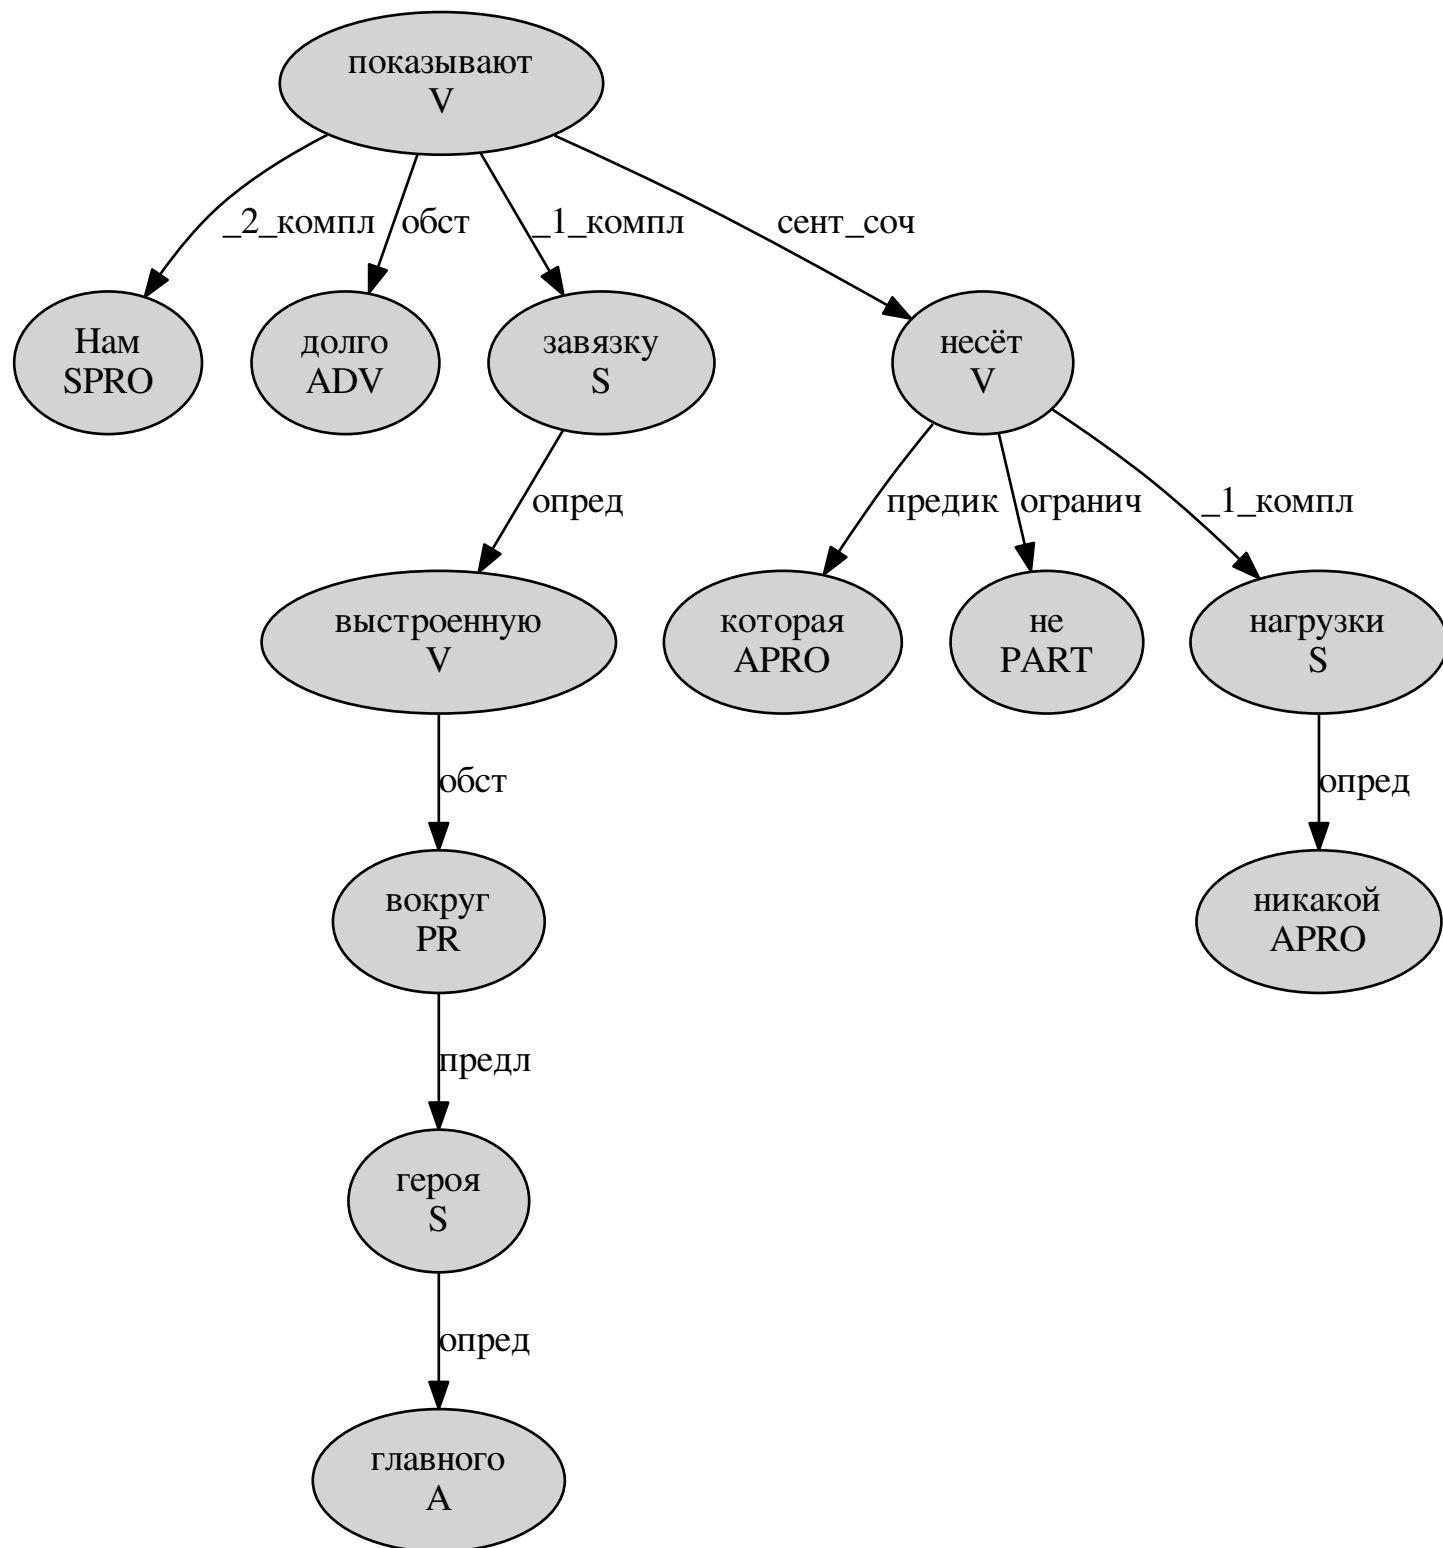 показывают
V
_2_компл
обст
_1_компл
сент_соч
Нам
SPRO
долго
ADV
завязку
S
несёт
V
опред
предик
огранич
_1_компл
выстроенную
V
которая
APRO
не
PART
нагрузки
S
обст
опред
вокруг
PR
никакой
APRO
предл
героя
S
опред
главного
A